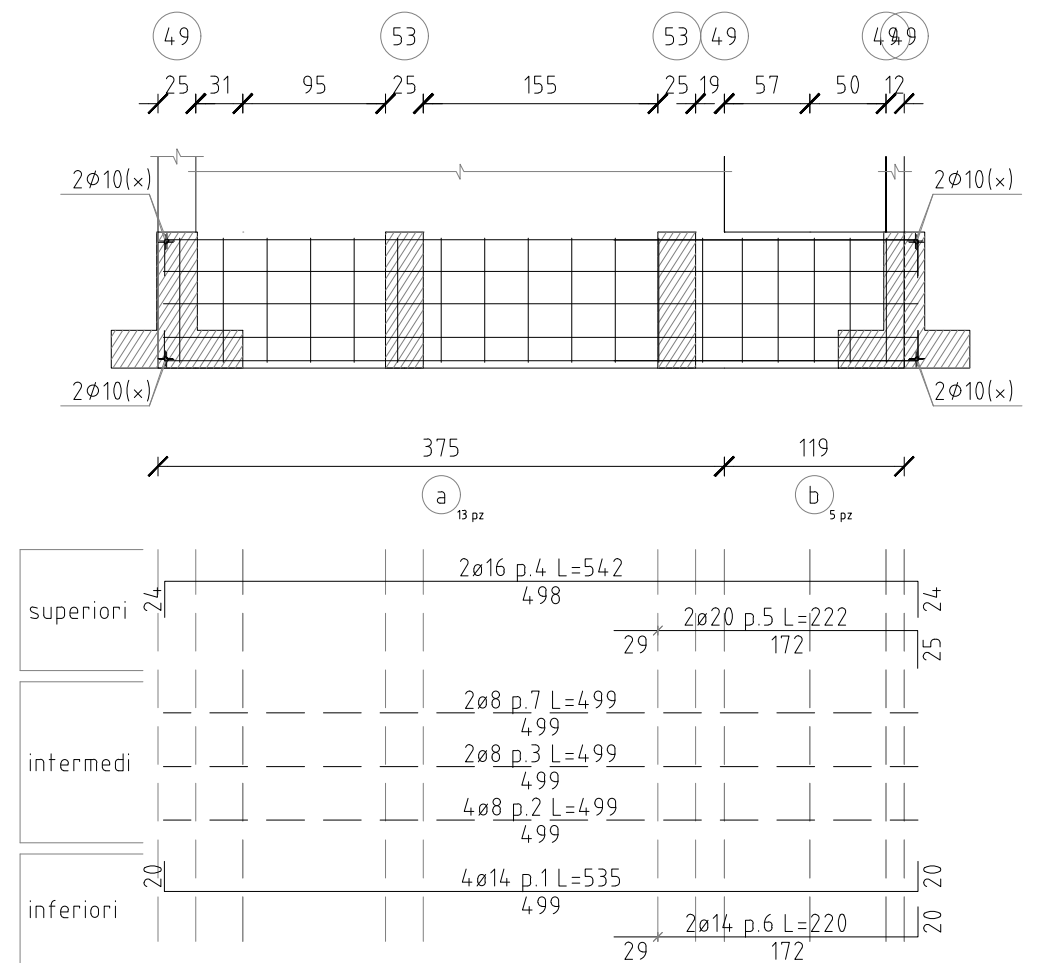 49 53 53 49 49 49
25 31 95 25 155 25 19 57 50 12
2ø10(×) 2ø10(×)
2ø10(×) 2ø10(×)
375 119
a 13 pz b 5 pz
superiori
2ø16 p.4 L=542
24 498 24
2ø20 p.5 L=222
29 172 25
intermedi
2ø8 p.7 L=499
499
2ø8 p.3 L=499
499
4ø8 p.2 L=499
499
inferiori
4ø14 p.1 L=535
20 499 20
2ø14 p.6 L=220
29 172 20